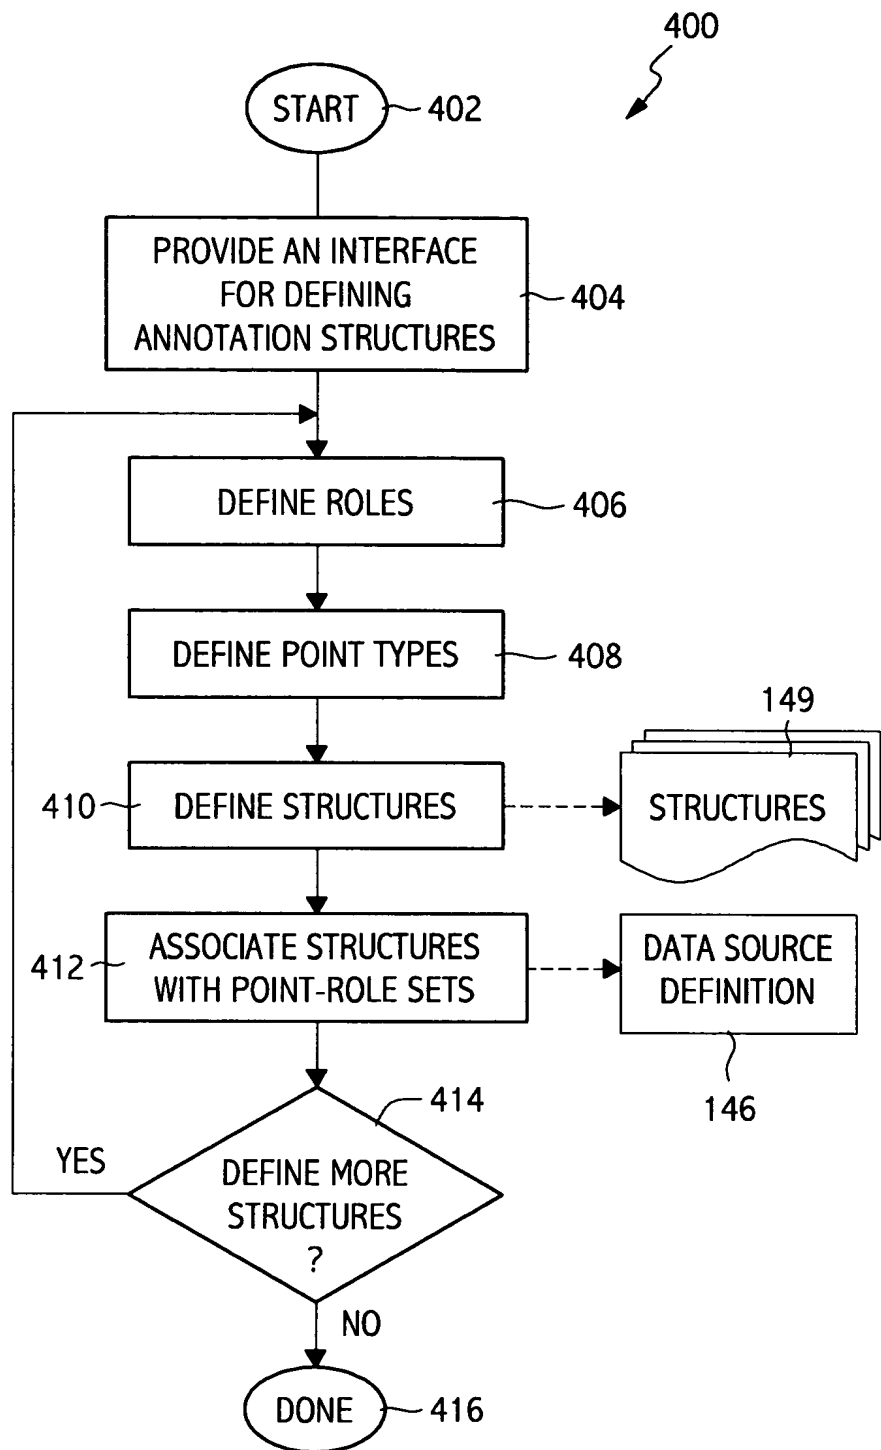 400
START
402
PROVIDE AN INTERFACE
FOR DEFINING
ANNOTATION STRUCTURES
404
DEFINE ROLES
406
DEFINE POINT TYPES
408
149
410
DEFINE STRUCTURES
STRUCTURES
412
ASSOCIATE STRUCTURES
WITH POINT-ROLE SETS
DATA SOURCE
DEFINITION
146
414
YES
DEFINE MORE
STRUCTURES
?
NO
DONE
416